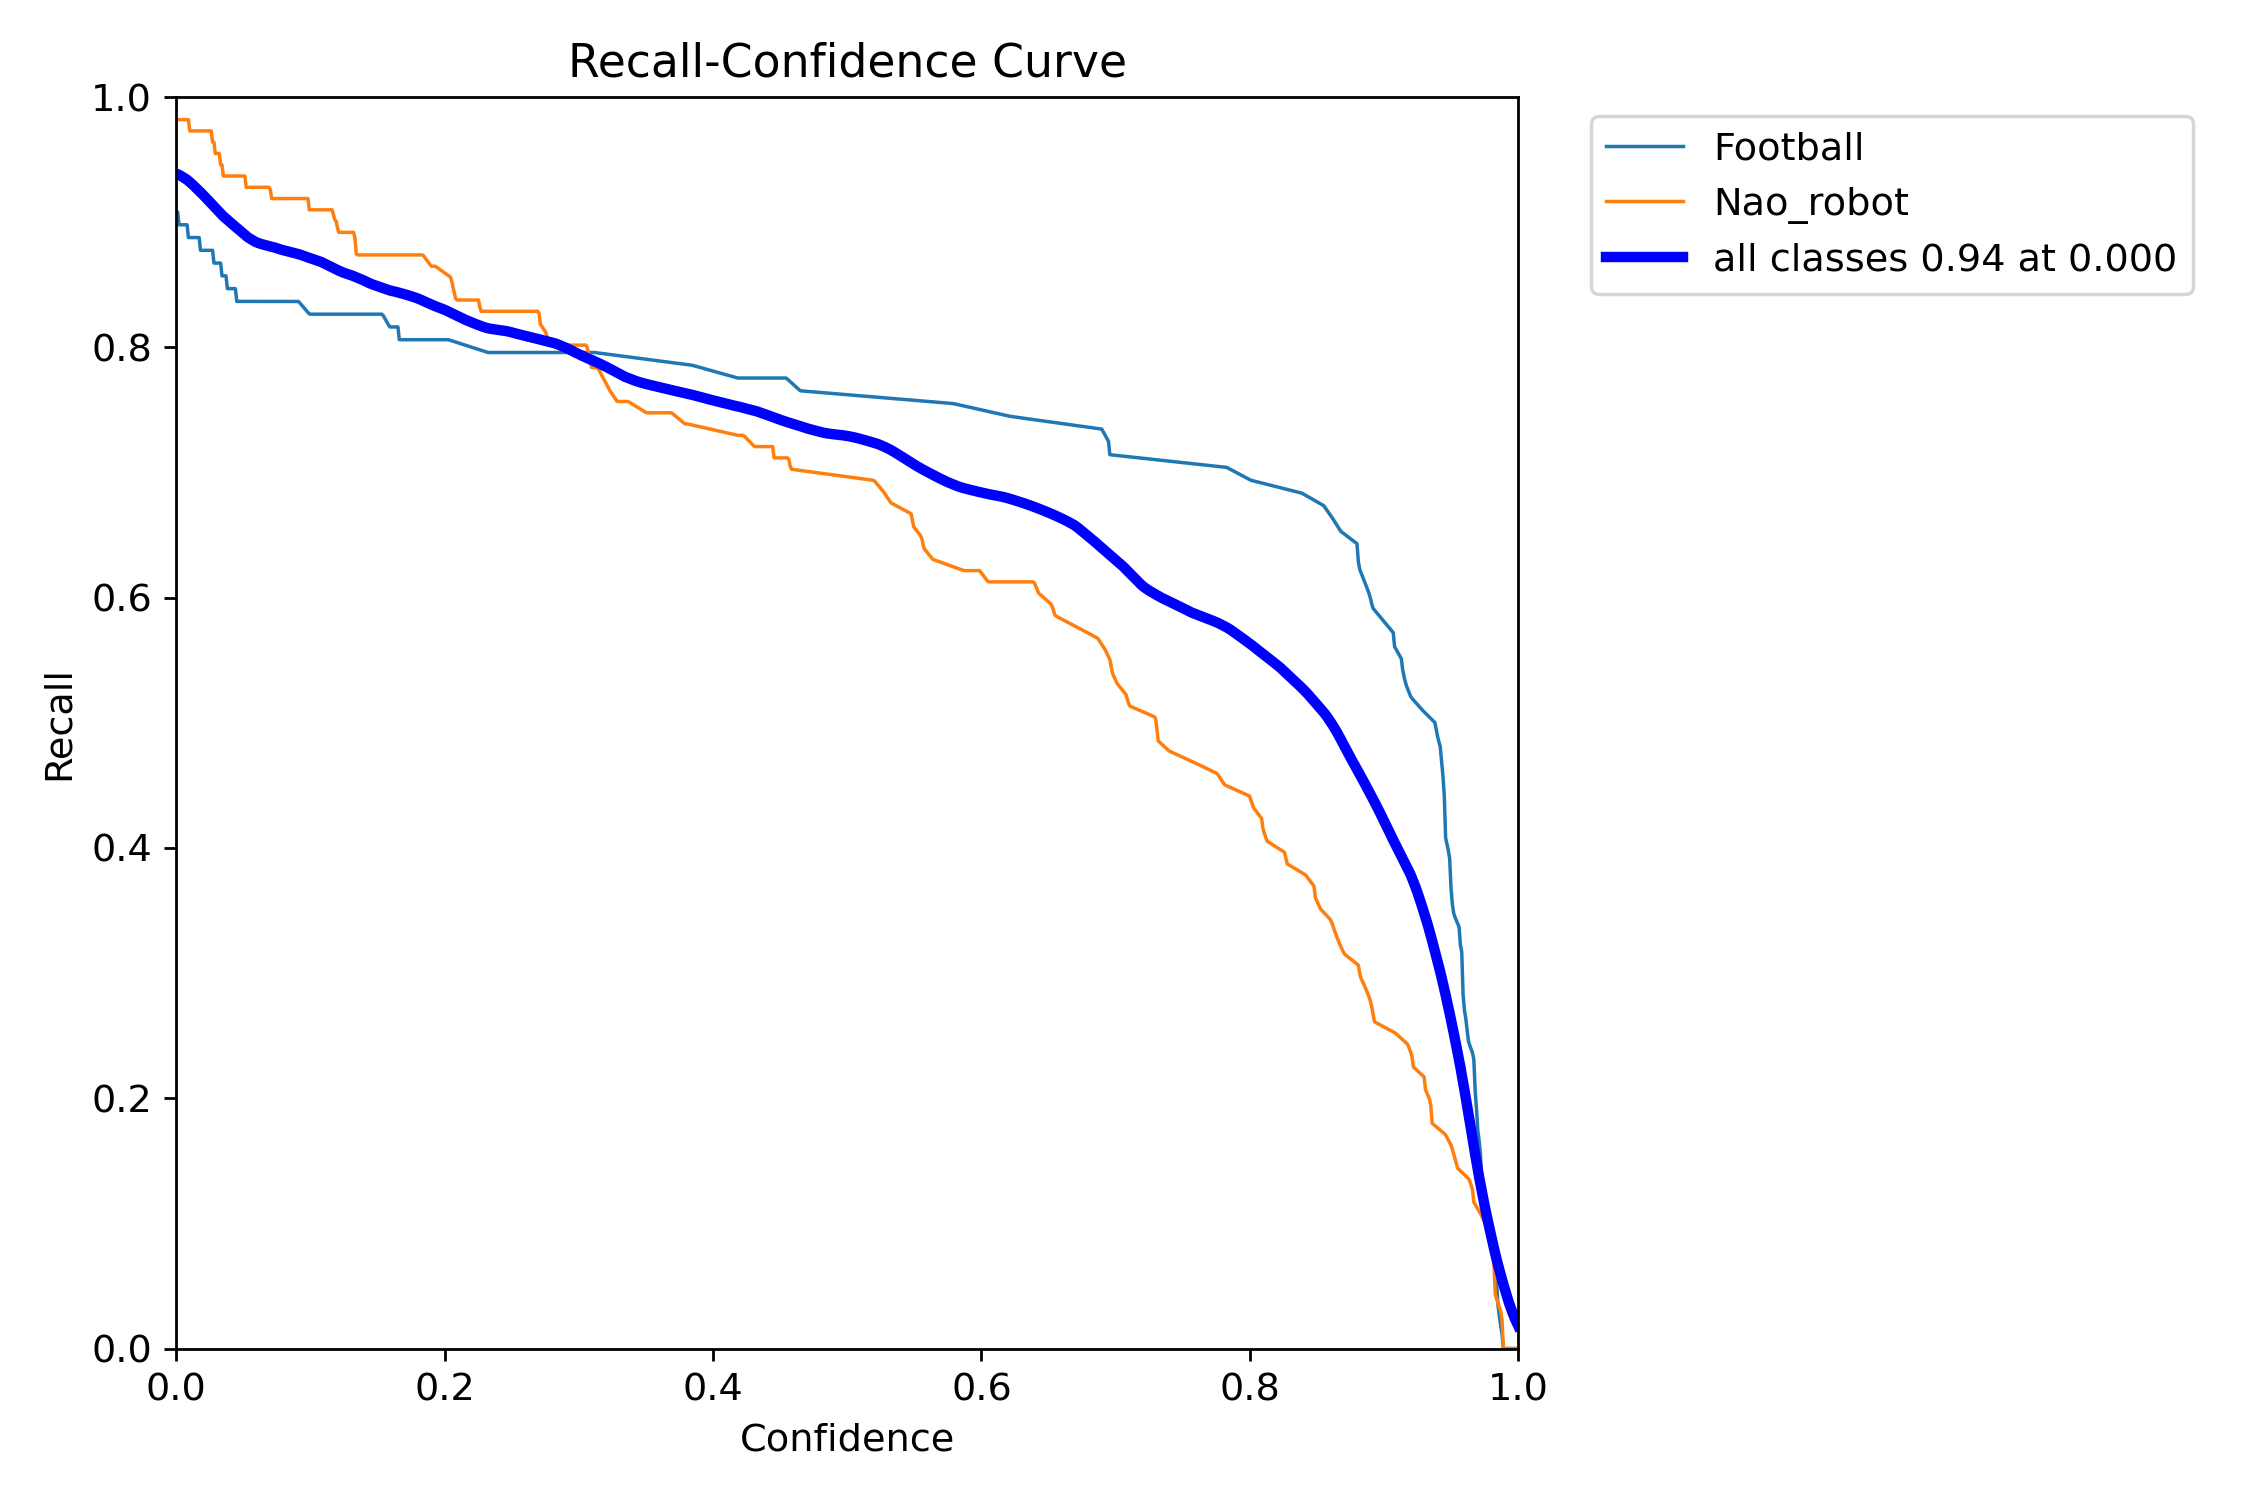 Recall-Confidence Curve
1.0
0.8
0.6
0.4
0.2
0.0
Recall
0.0 0.2 0.4 0.6 0.8 1.0
Confidence
Football
Nao_robot
all classes 0.94 at 0.000